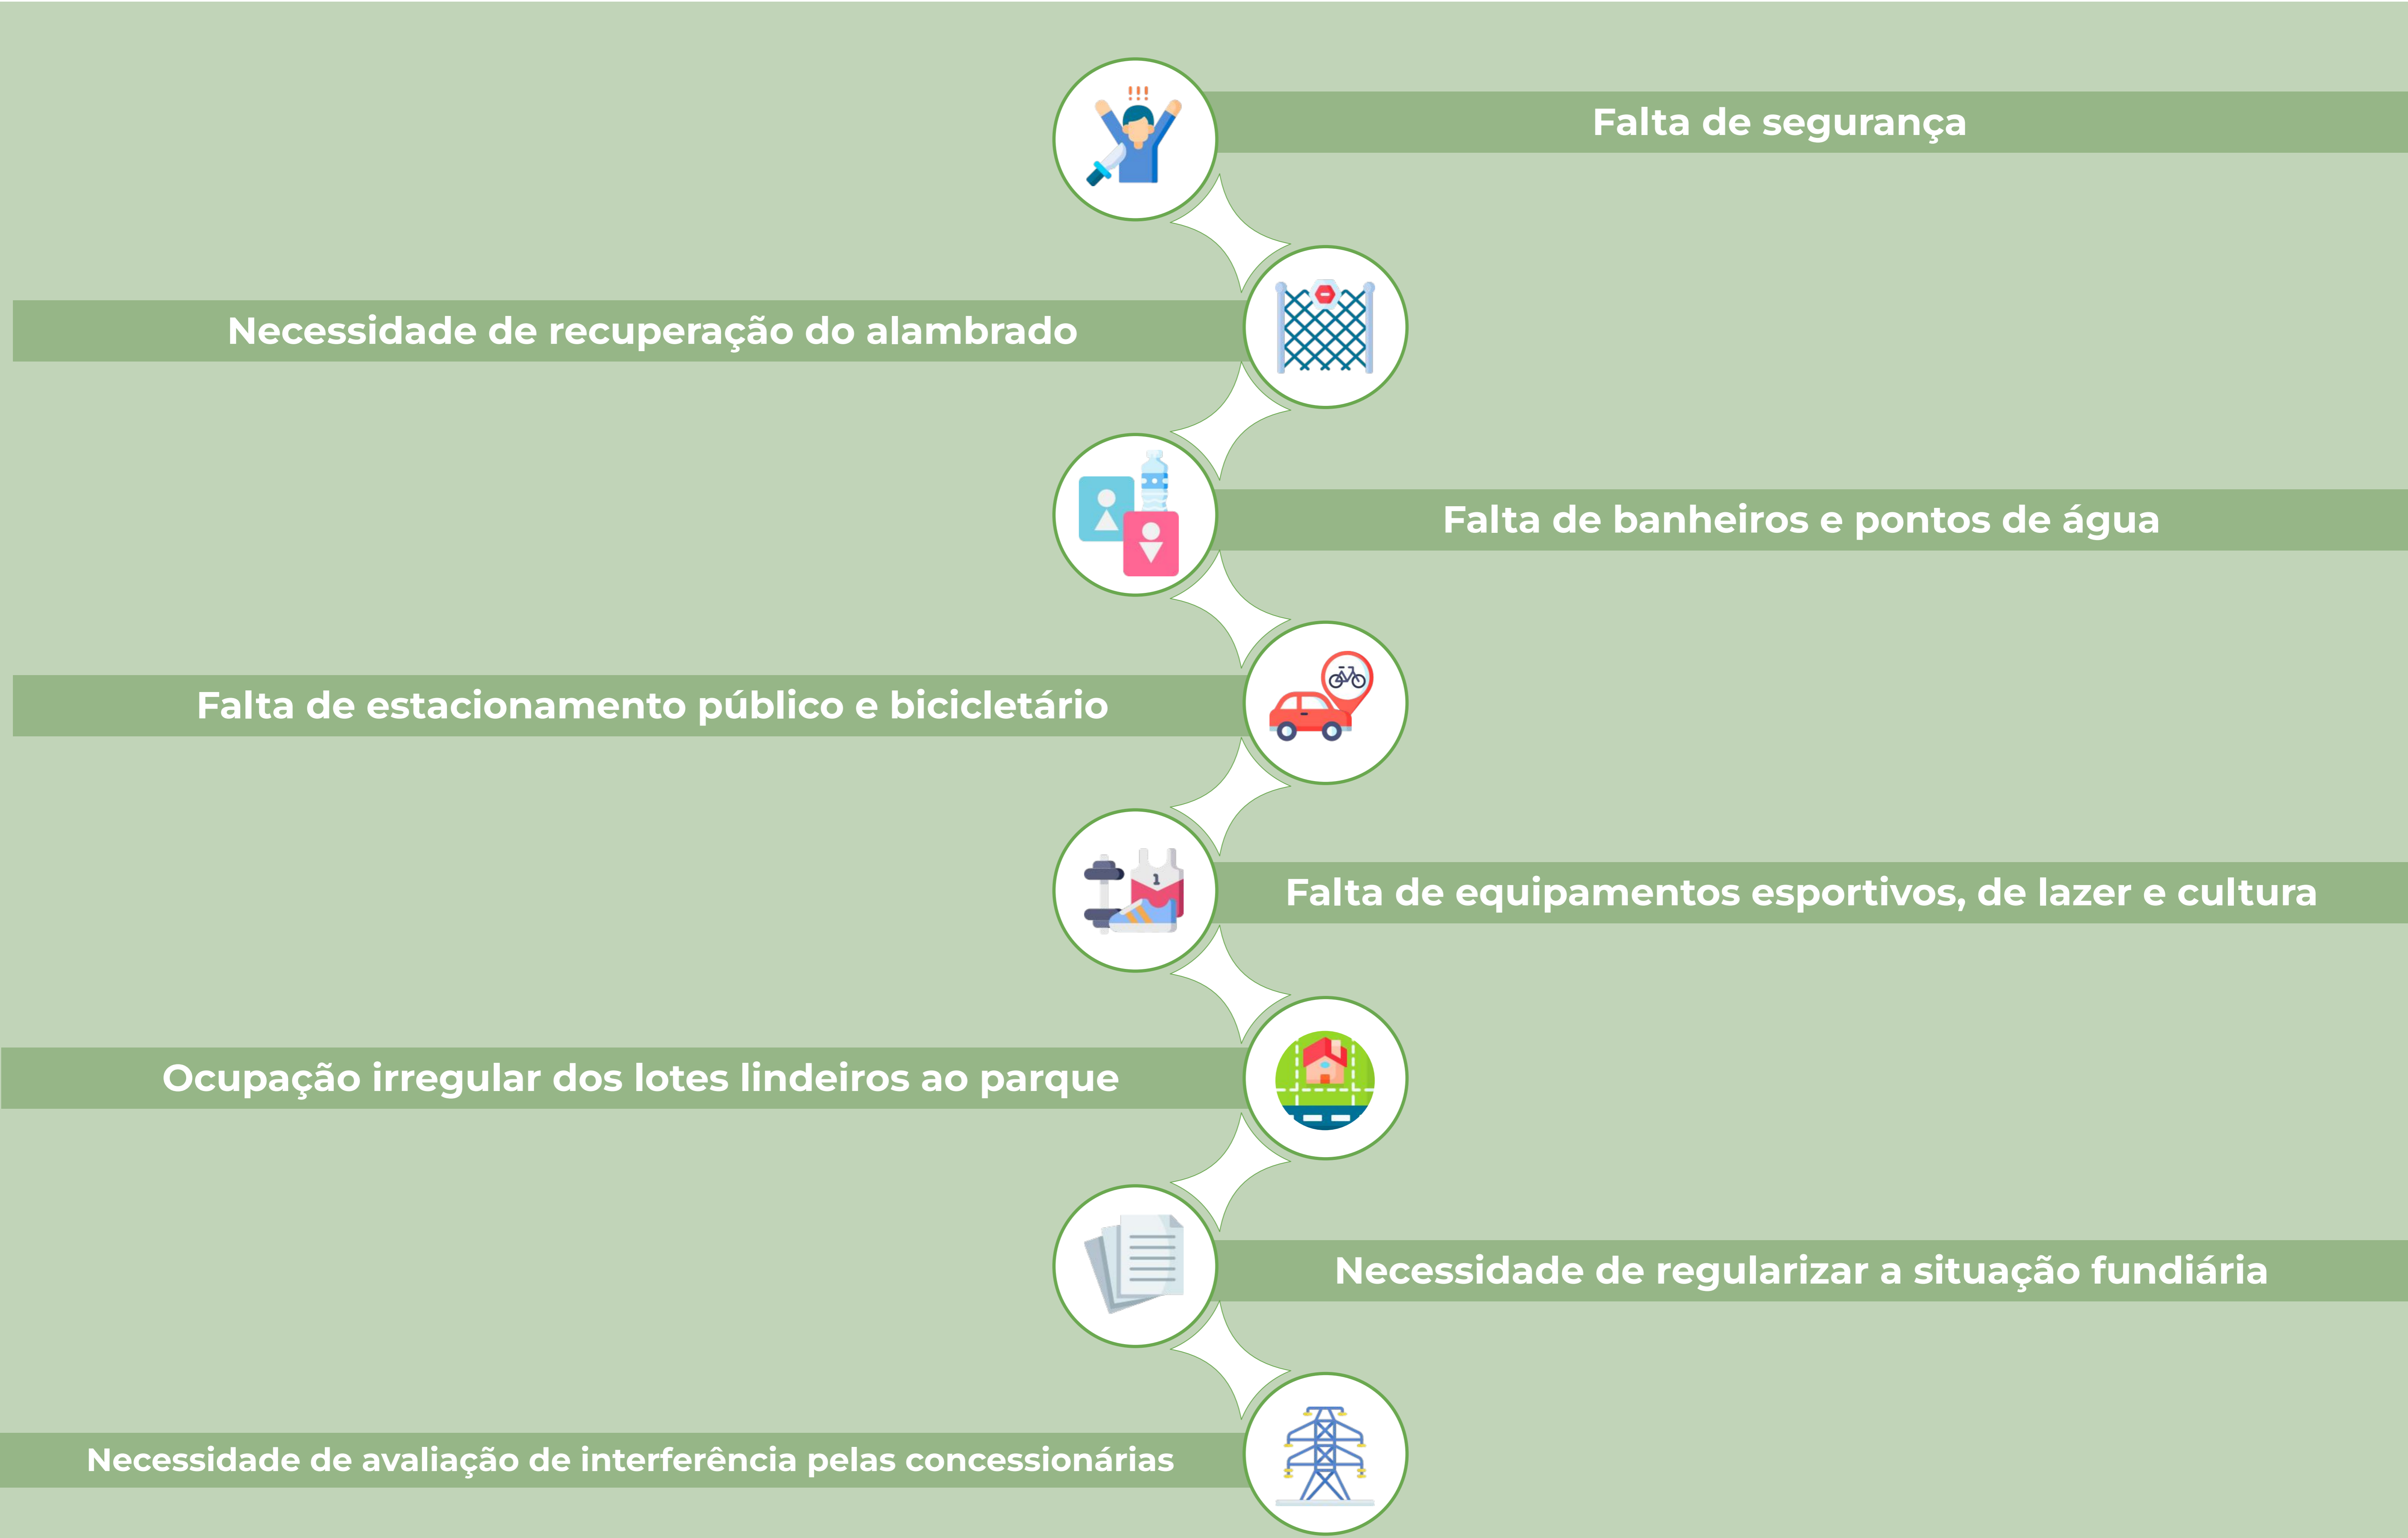 Falta de segurança
Necessidade de recuperação do alambrado
Falta de banheiros e pontos de água
Falta de estacionamento público e bicicletário
Falta de equipamentos esportivos, de lazer e cultura
Ocupação irregular dos lotes lindeiros ao parque
Necessidade de regularizar a situação fundiária
Necessidade de avaliação de interferência pelas concessionárias